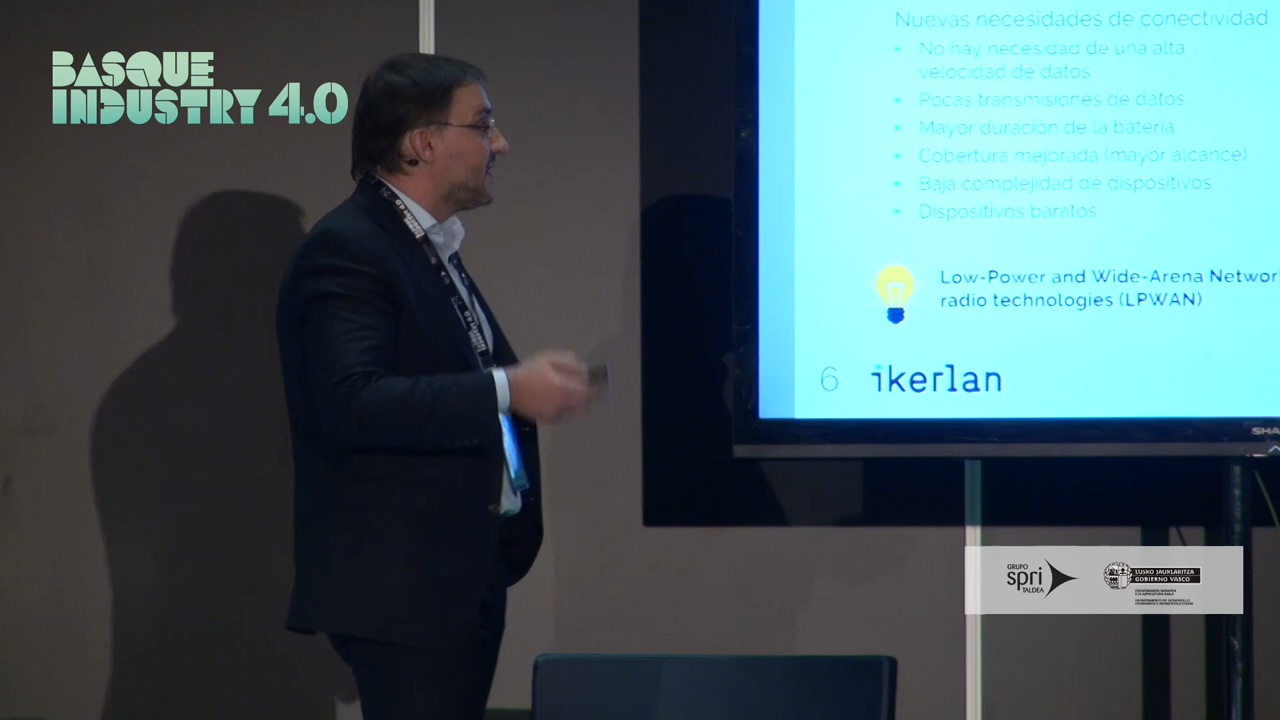 BASQUE
INDUSTRY 4.0
Nuevas necesidades de conectividad
No hay necesidad de una alta
velocidad de datos
Pocas transmisiones de datos
Mayor duración de la batería
Cobertura mejorada (mayor alcance)
Baja complejidad de dispositivos
Dispositivos baratos
Low-Power and Wide-Arena Networ
radio technologies (LPWAN)
6
ikerlan
SHA
GRUPO
spri
TALDEA
EUSKO JAURLARITZA
GOBIERNO VASCO